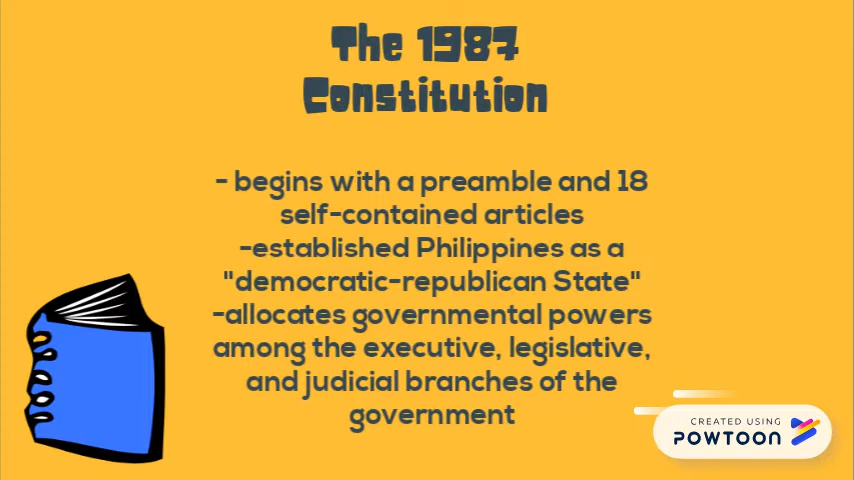 The 1987
Constitution
- begins with a preamble and 18
self-contained articles
-established Philippines as a
"democratic-republican State"
-allocates governmental powers
among the executive, legislative,
and judicial branches of the
government
CREATED USING
POWTOON